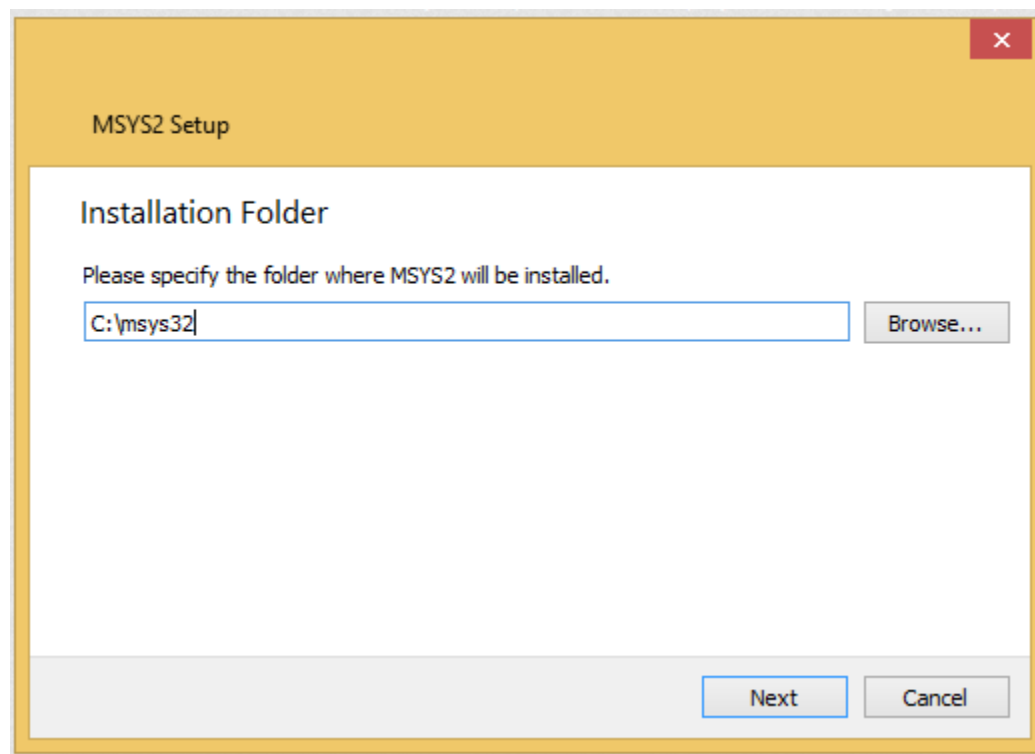 MSYS2 Setup
Installation Folder
Please specify the folder where MSYS2 will be installed.
C:\msys32
Browse...
Next
Cancel